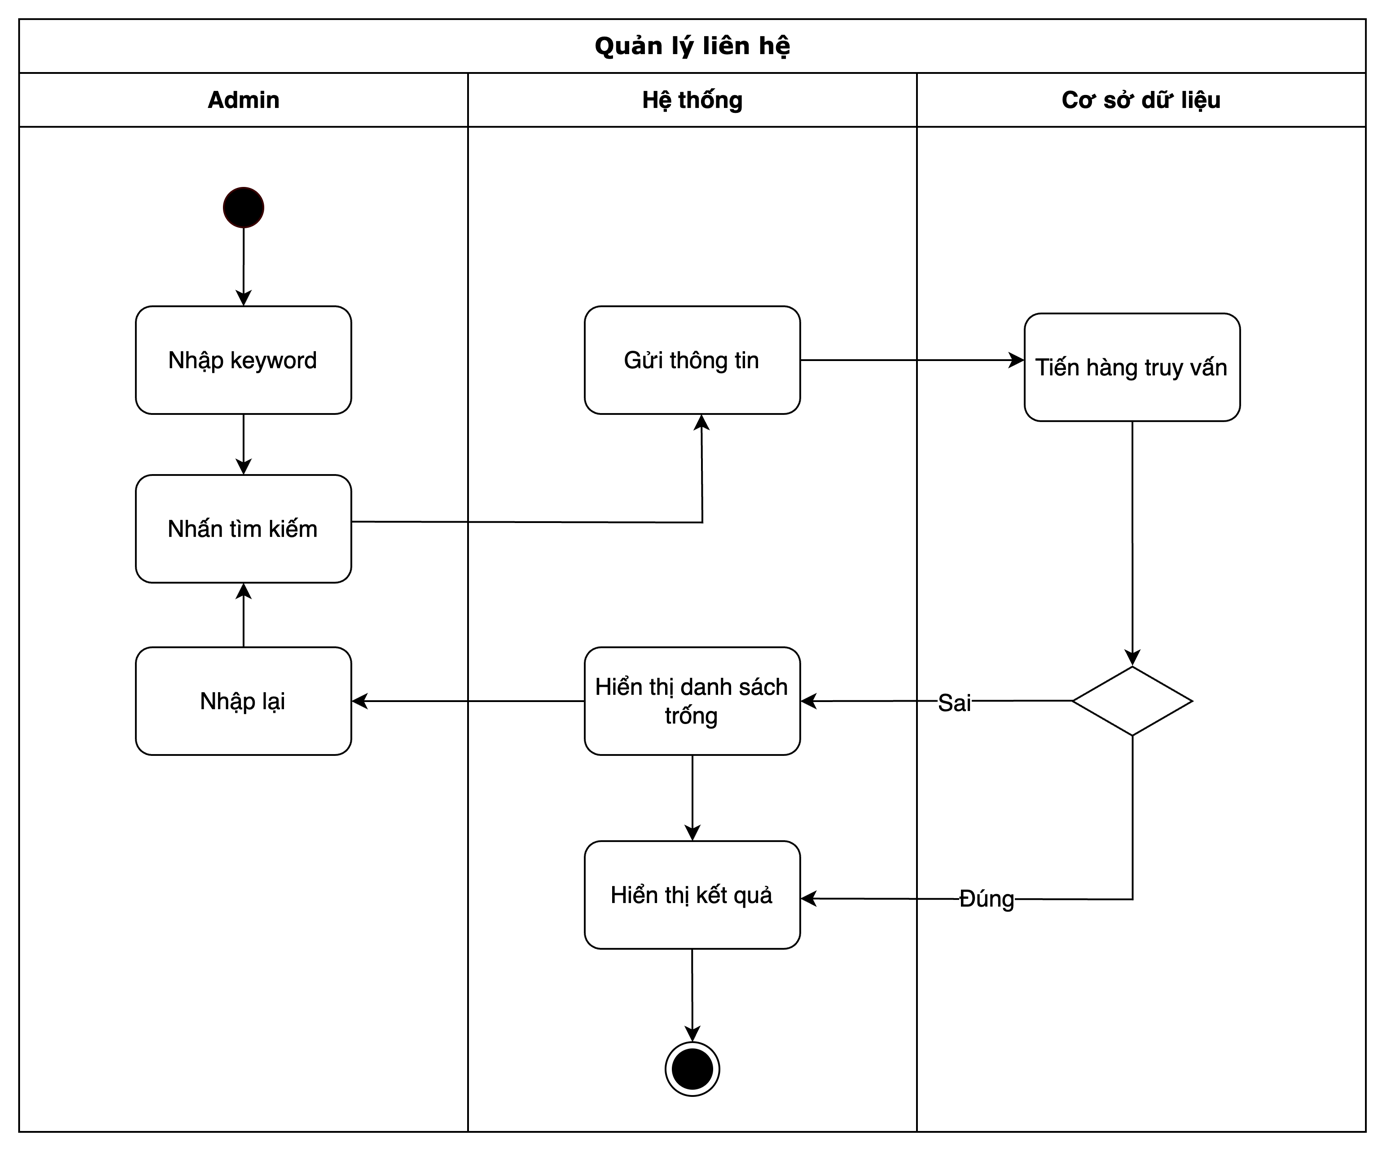 Quản lý liên hệ
Admin
Hệ thống
Cơ sở dữ liệu
Nhập keyword
Gửi thông tin
Tiến hàng truy vấn
Nhấn tìm kiếm
Nhập lại
Hiển thị danh sách
trống
Sai
Hiển thị kết quả
Đúng